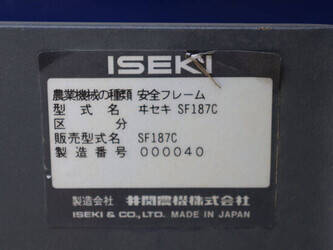 ISEKI
農業機械の種類 安全フレーム
型式名 ヰセキ SF187C
区分
販売型式名 SF187C
製造番号 000040
製造会社 井関農機株式会社
ISEKI & CO., LTD. MADE IN JAPAN